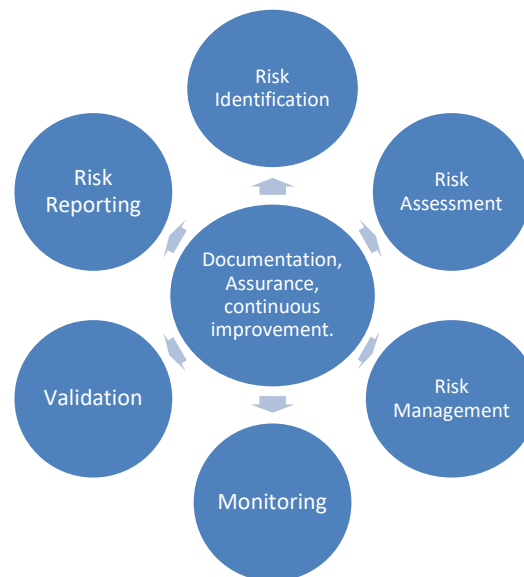 Risk
Identification
Risk
Reporting
Risk
Assessment
Documentation,
Assurance,
continuous
improvement.
Validation
Risk
Management
Monitoring